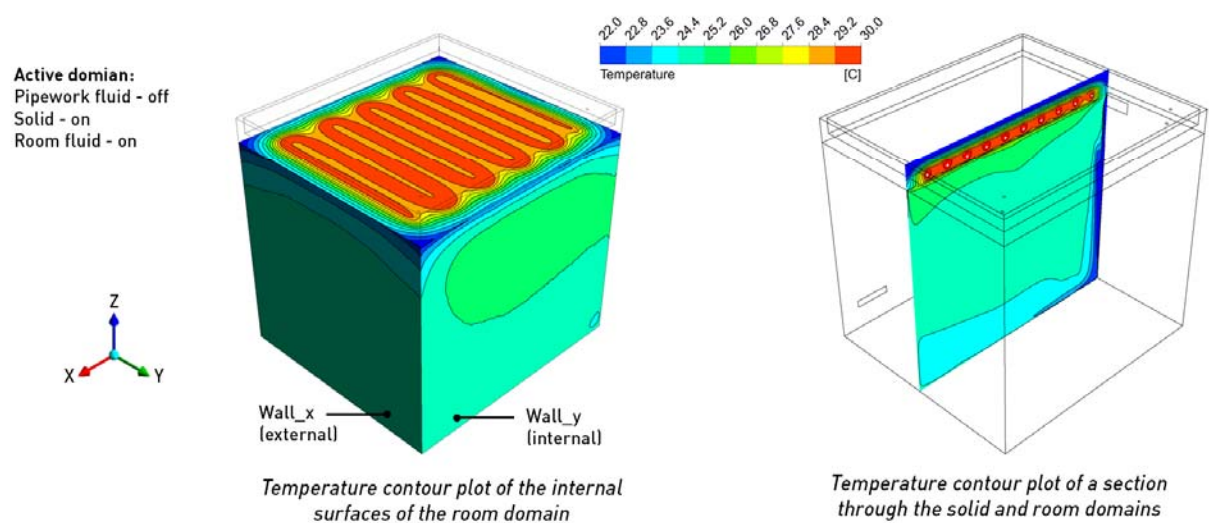 Active domian:
Pipework fluid - off
Solid - on
Room fluid - on
22.0 22.8 23.6 24.4 25.2 26.0 26.8 27.6 28.4 29.2 30.0
Temperature [C]
Z
X Y
Wall_x
(external)
Wall_y
(internal)
Temperature contour plot of the internal
surfaces of the room domain
Temperature contour plot of a section
through the solid and room domains